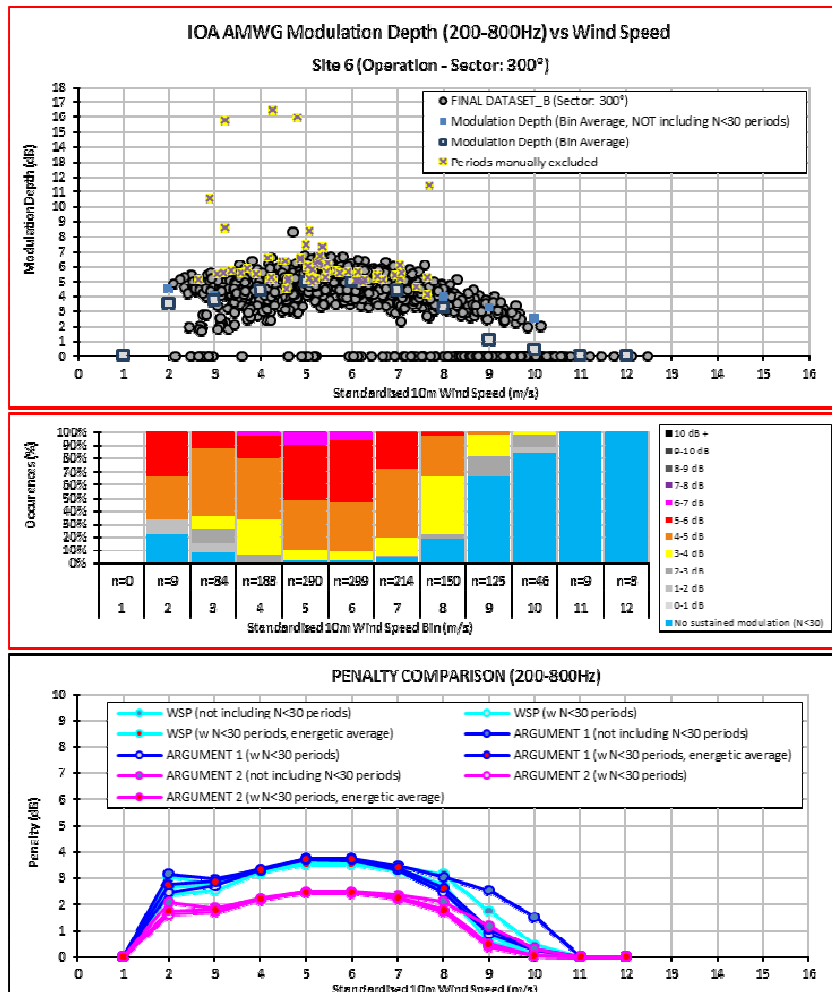 IOA AMWG Modulation Depth (200-800Hz) vs Wind Speed
Site 6 (Operation - Sector: 300°)
18
17
16
15
14
13
12
11
10
9
8
7
6
5
4
3
2
1
0
Modulation Depth (dB)
FINAL DATASET_B (Sector: 300°)
Modulation Depth (Bin Average, NOT including N<30 periods)
Modulation Depth (Bin Average)
Periods manually excluded
0 1 2 3 4 5 6 7 8 9 10 11 12 13 14 15 16
Standardised 10m Wind Speed (m/s)
100%
90%
80%
70%
60%
50%
40%
30%
20%
10%
0%
Occurences (%)
n=0 n=9 n=84 n=188 n=290 n=299 n=214 n=150 n=125 n=46 n=9 n=8
1 2 3 4 5 6 7 8 9 10 11 12
Standardised 10m Wind Speed Bin (m/s)
10 dB +
9-10 dB
8-9 dB
7-8 dB
6-7 dB
5-6 dB
4-5 dB
3-4 dB
2-3 dB
1-2 dB
0-1 dB
No sustained modulation (N<30)
PENALTY COMPARISON (200-800Hz)
10
9
8
7
6
5
4
3
2
1
0
Penalty (dB)
WSP (not including N<30 periods)
WSP (w N<30 periods)
WSP (w N<30 periods, energetic average)
ARGUMENT 1 (not including N<30 periods)
ARGUMENT 1 (w N<30 periods)
ARGUMENT 1 (w N<30 periods, energetic average)
ARGUMENT 2 (not including N<30 periods)
ARGUMENT 2 (w N<30 periods)
ARGUMENT 2 (w N<30 periods, energetic average)
0 1 2 3 4 5 6 7 8 9 10 11 12 13 14 15 16
Standardised 10m Wind Speed (m/s)